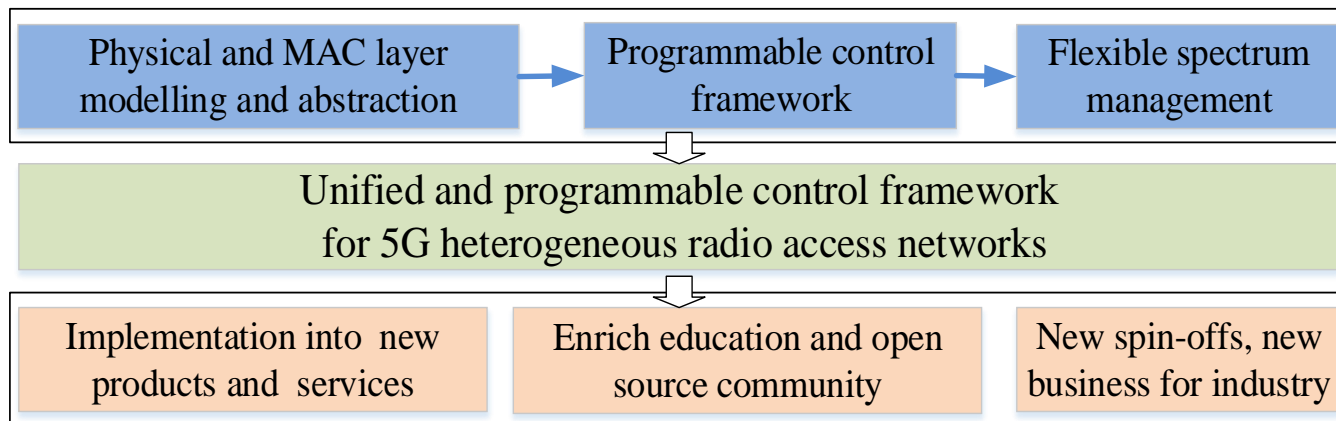 Physical and MAC layer
modelling and abstraction
Programmable control
framework
Flexible spectrum
management
Unified and programmable control framework
for 5G heterogeneous radio access networks
Implementation into new
products and services
Enrich education and open
source community
New spin-offs, new
business for industry